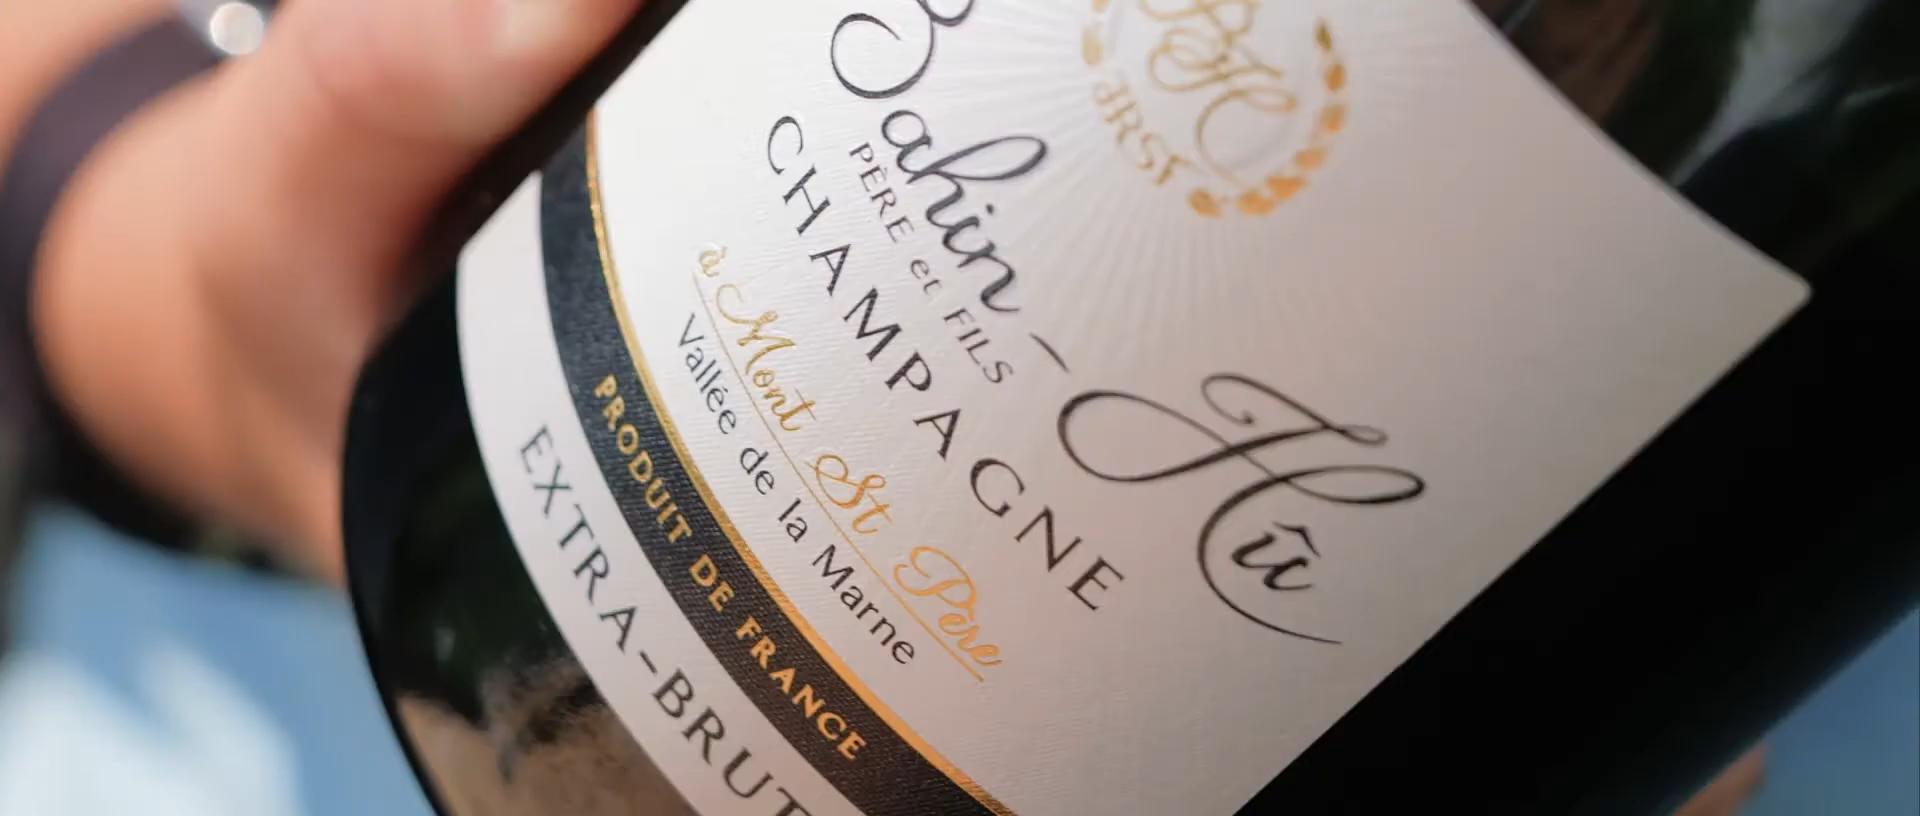 Bahin - Hû
PÈRE et FILS
CHAMPAGNE
à Mont St Père
Vallée de la Marne
PRODUIT DE FRANCE
EXTRA-BRUT